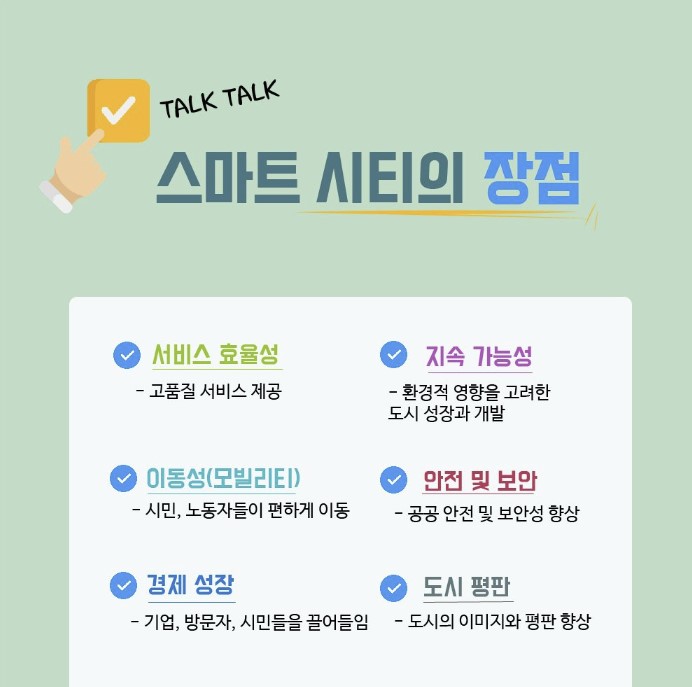 TALK TALK
스마트 시티의 장점
서비스 효율성
- 고품질 서비스 제공
지속 가능성
- 환경적 영향을 고려한
도시 성장과 개발
이동성(모빌리티)
- 시민, 노동자들이 편하게 이동
안전 및 보안
- 공공 안전 및 보안성 향상
경제 성장
- 기업, 방문자, 시민들을 끌어들임
도시 평판
- 도시의 이미지와 평판 향상